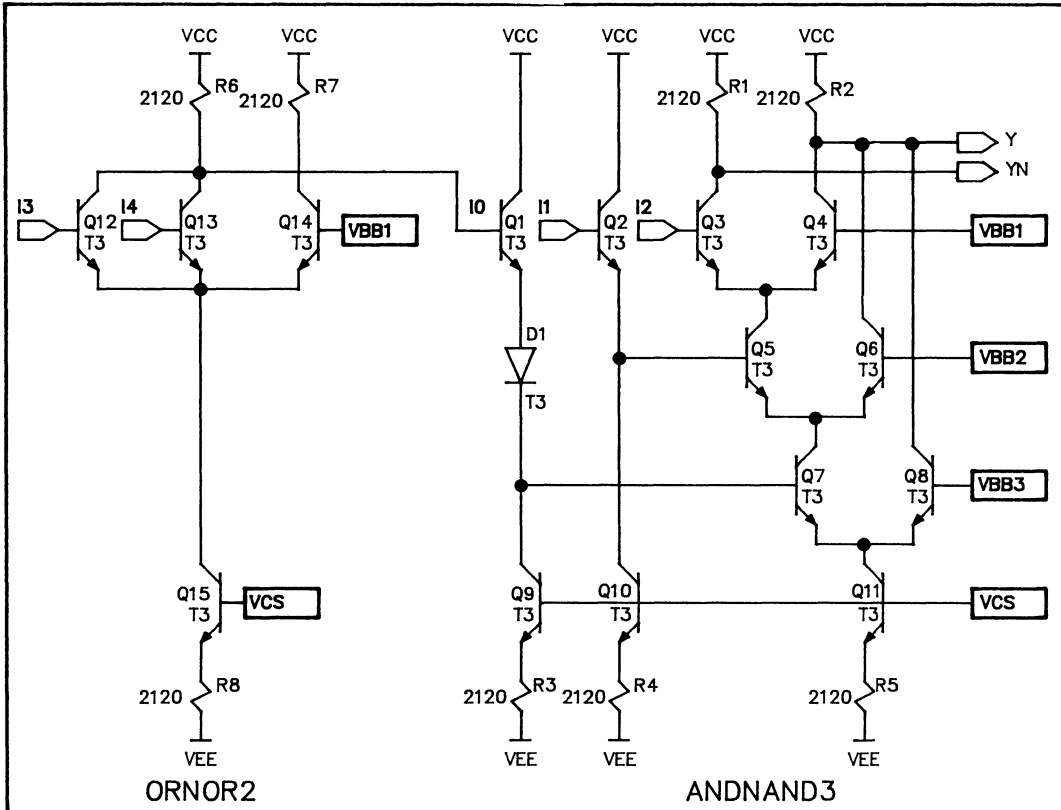 VCC VCC VCC VCC VCC VCC
R6 R7 R1 R2
2120 2120 2120 2120
Y
YN
I3 I4 I0 I1 I2
Q12 Q13 Q14 VBB1 Q1 Q2 Q3 Q4 VBB1
T3 T3 T3 T3 T3 T3 T3
D1
Q5 Q6 VBB2
T3 T3
T3
Q7 Q8 VBB3
T3 T3
Q15 VCS Q9 Q10 Q11 VCS
T3 T3 T3 T3
R8 R3 R4 R5
2120 2120 2120 2120
VEE VEE VEE VEE
ORNOR2 ANDNAND3